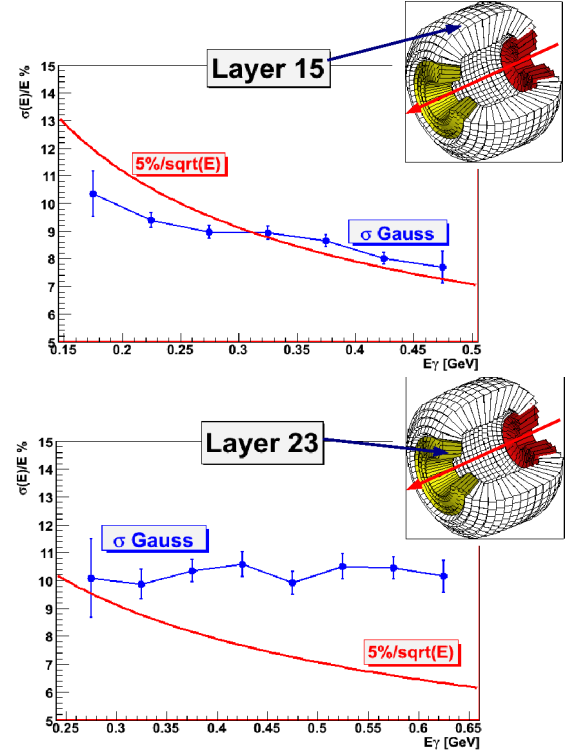 Layer 15
σ(E)/E %
15
14
13
12
11
10
9
8
7
6
5
5%/sqrt(E)
σ Gauss
0.15 0.2 0.25 0.3 0.35 0.4 0.45 0.5
Eγ [GeV]
Layer 23
σ(E)/E %
15
14
13
12
11
10
9
8
7
6
5
σ Gauss
5%/sqrt(E)
0.25 0.3 0.35 0.4 0.45 0.5 0.55 0.6 0.65
Eγ [GeV]